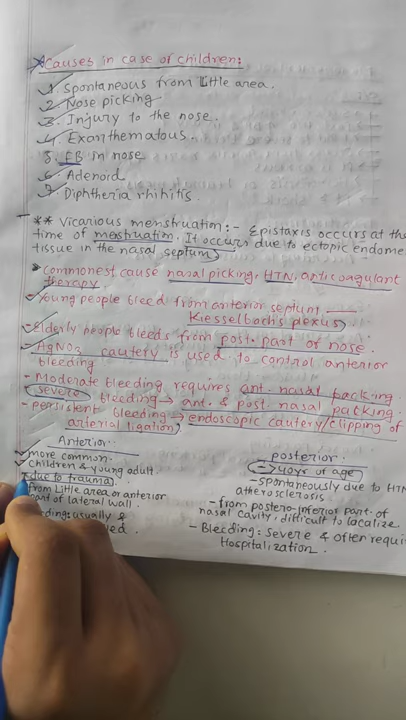 *Causes in case of children:
1. Spontaneous from Little area.
2. Nose picking
3. Injury to the nose.
4. Exanthematous.
5. FB in nose
6. Adenoid
7. Diphtheria rhihitis.
** Vicarious menstruation:- Epistaxis occurs at the
time of menstruatim. It occurs due to ectopic endome
tissue in the nasal septum)
commonest cause nasal picking, HTN, anticoagulant
therapy
Young people bleed from anterior septum
Kiesselbach's plexus)
Elderly people bleeds from post. part of nose.
AgNO3 cautery is used to control anterior
bleeding
- Moderate bleeding requires ant. nasal packing.
(severe) bleeding → ant. & post. nasal packing.
- persistent bleeding → endoscopic cautery/clipping of
arterial ligation)
Anterior
more common.
children & young adult.
due to trauma
from Little area or anterior
part of lateral wall.
usually
posterior.
→ 40yr of age
- spontaneously due to HTN
atherosclerosis
- from postero-inferior part of
nasal cavity, difficult to localize
- Bleeding: severe & often requi
Hospitalization.